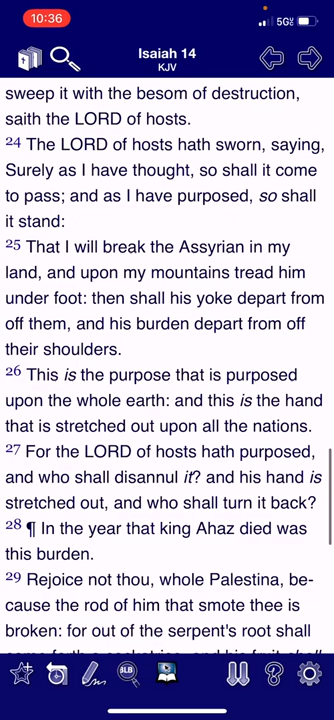 10:36
5G
Isaiah 14
KJV
sweep it with the besom of destruction,
saith the LORD of hosts.
24 The LORD of hosts hath sworn, saying,
Surely as I have thought, so shall it come
to pass; and as I have purposed, so shall
it stand:
25 That I will break the Assyrian in my
land, and upon my mountains tread him
under foot: then shall his yoke depart from
off them, and his burden depart from off
their shoulders.
26 This is the purpose that is purposed
upon the whole earth: and this is the hand
that is stretched out upon all the nations.
27 For the LORD of hosts hath purposed,
and who shall disannul it? and his hand is
stretched out, and who shall turn it back?
28 ¶ In the year that king Ahaz died was
this burden.
29 Rejoice not thou, whole Palestina, be-
cause the rod of him that smote thee is
broken: for out of the serpent's root shall
BLB